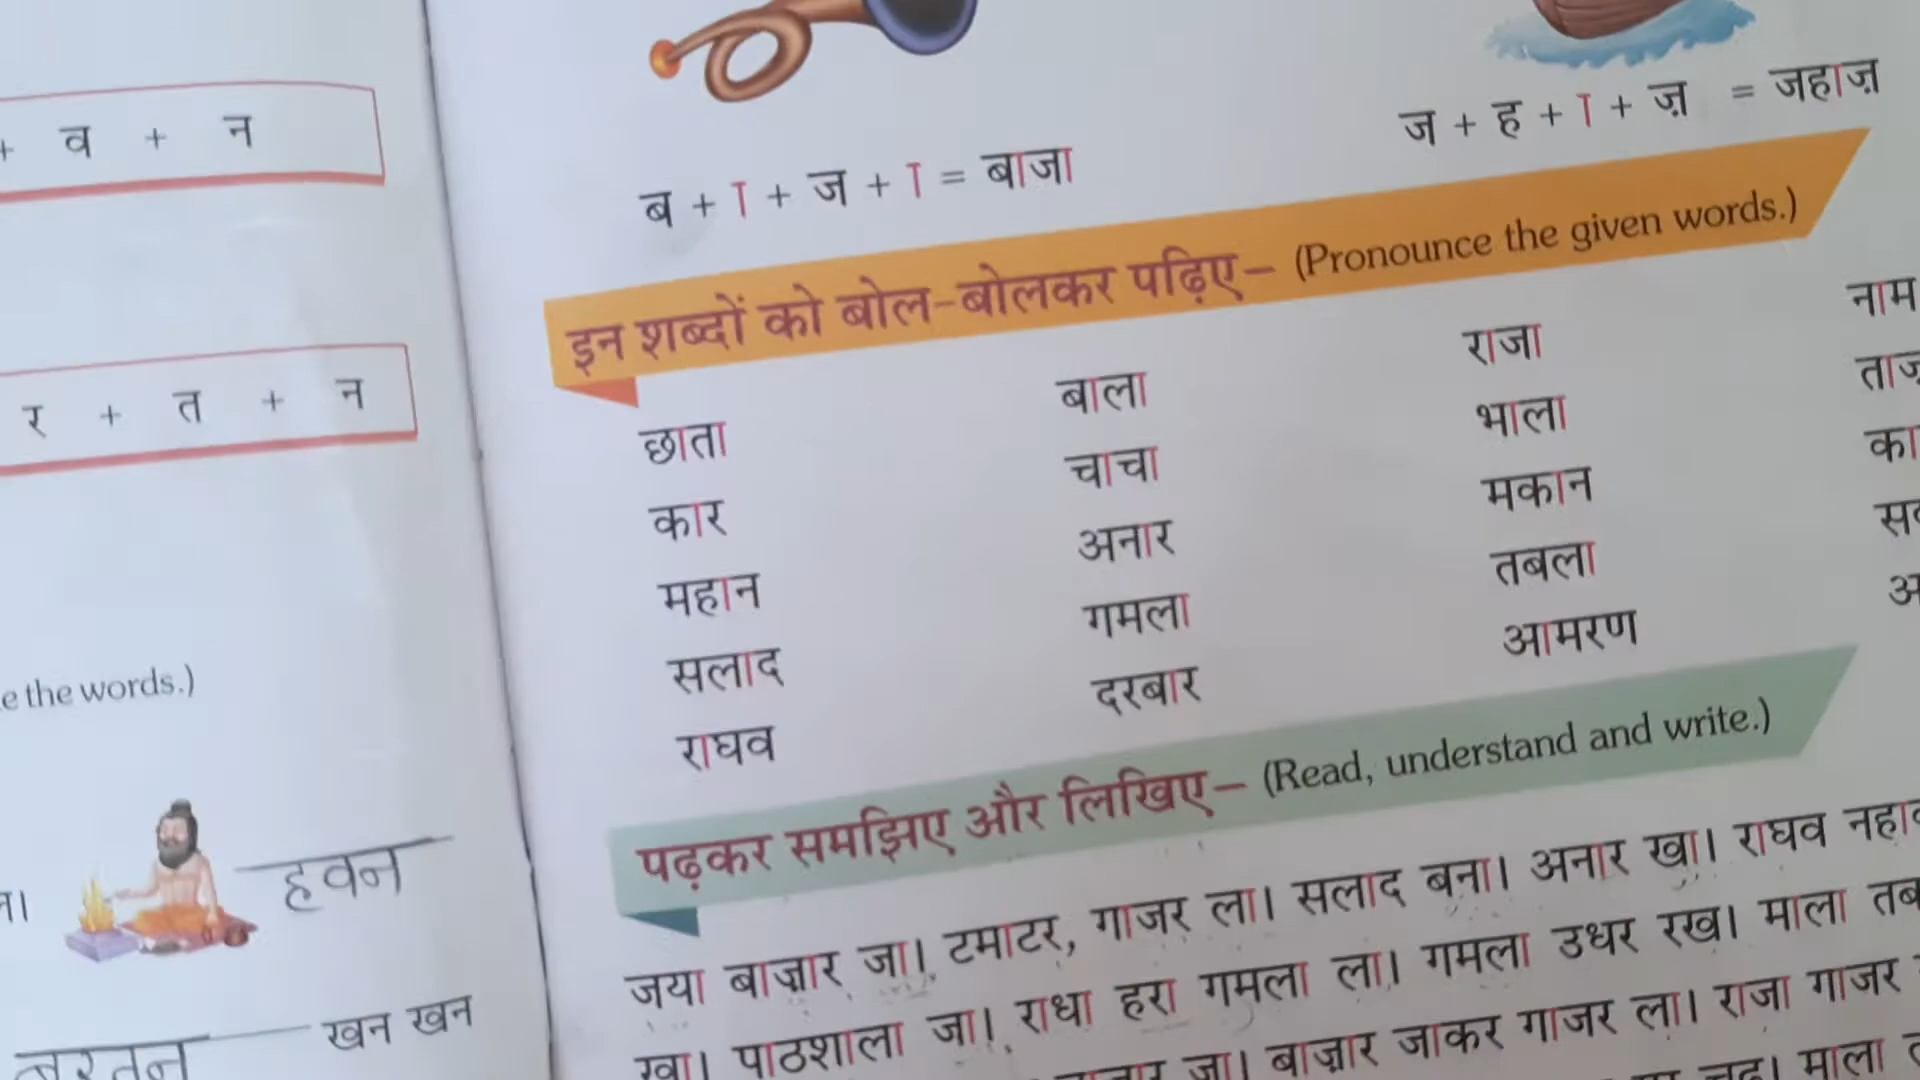 + व + न
र + त + न
e the words.)
हवन
बरतन खन खन
ब + ा + ज + ा = बाजा
ज + ह + ा + ज़ = जहाज़
इन शब्दों को बोल-बोलकर पढ़िए– (Pronounce the given words.)
छाता बाला राजा नाम
कार चाचा भाला
महान अनार मकान
सलाद गमला तबला
राघव दरबार आमरण
पढ़कर समझिए और लिखिए– (Read, understand and write.)
जया बाज़ार जा। टमाटर, गाजर ला। सलाद बना। अनार खा। राघव
खा। पाठशाला जा। राधा हरा गमला ला। गमला उधर रख। माला
जा। बाज़ार जाकर गाजर ला। राजा गाजर
चढ़। माला